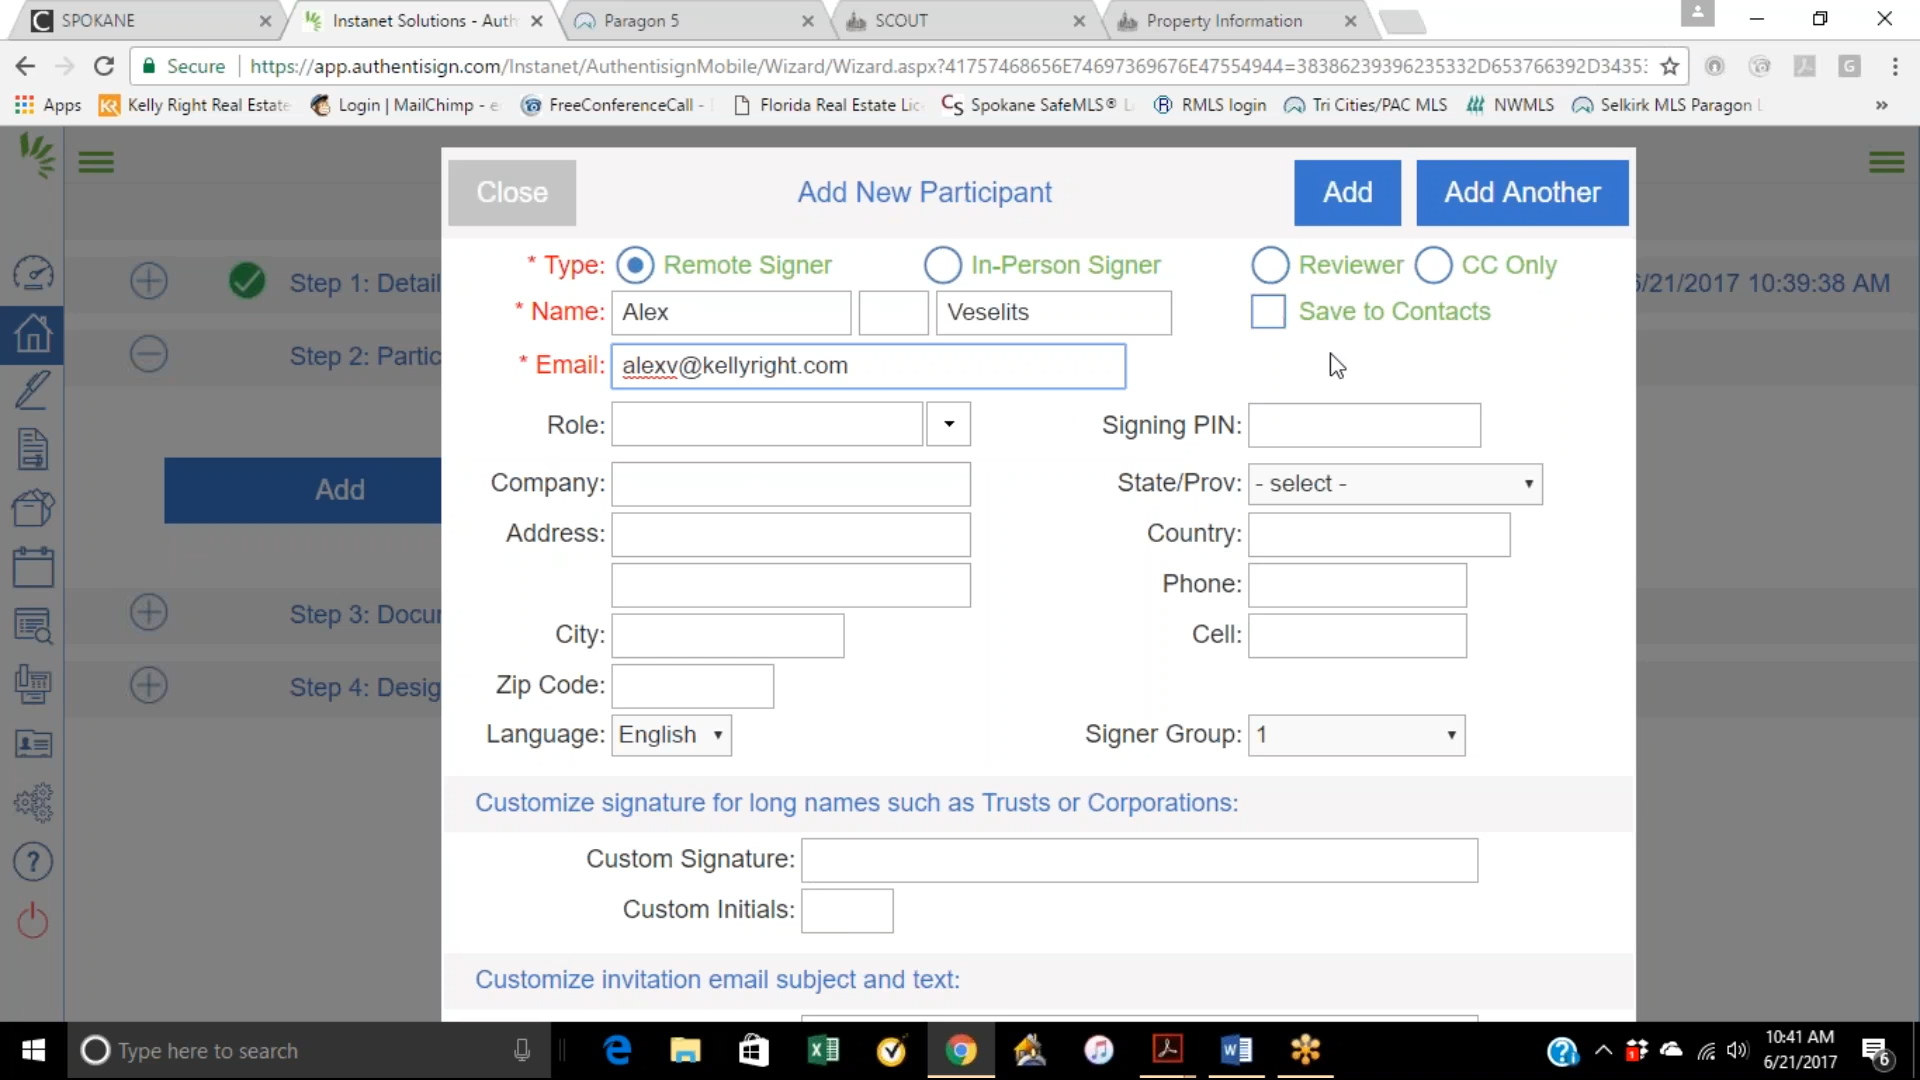 SPOKANE
Instanet Solutions - Auth
Paragon 5
SCOUT
Property Information
Secure
https://app.authentisign.com/Instanet/AuthentisignMobile/Wizard/Wizard.aspx?41757468656E74697369676E47554944=38386239396235332D653766392D3435
Apps
Kelly Right Real Estate
Login | MailChimp - e
FreeConferenceCall -
Florida Real Estate Lic
Spokane SafeMLS®
RMLS login
Tri Cities/PAC MLS
NWMLS
Selkirk MLS Paragon
»
Close
Add New Participant
Add
Add Another
* Type:
Remote Signer
In-Person Signer
Reviewer
CC Only
Step 1: Detail
6/21/2017 10:39:38 AM
* Name:
Alex
Veselits
Save to Contacts
Step 2: Partic
* Email:
alexv@kellyright.com
Role:
Signing PIN:
Add
Company:
State/Prov:
- select -
Address:
Country:
Phone:
Step 3: Docu
City:
Cell:
Step 4: Desig
Zip Code:
Language:
English
Signer Group:
1
Customize signature for long names such as Trusts or Corporations:
Custom Signature:
Custom Initials:
Customize invitation email subject and text:
Type here to search
10:41 AM
6/21/2017
6